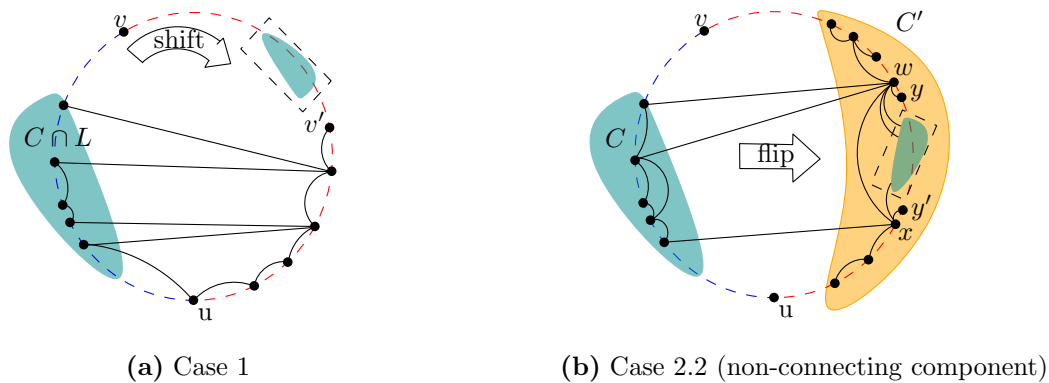 v
shift
C ∩ L
v′
u
(a) Case 1
v
C′
w
y
C
flip
y′
x
u
(b) Case 2.2 (non-connecting component)